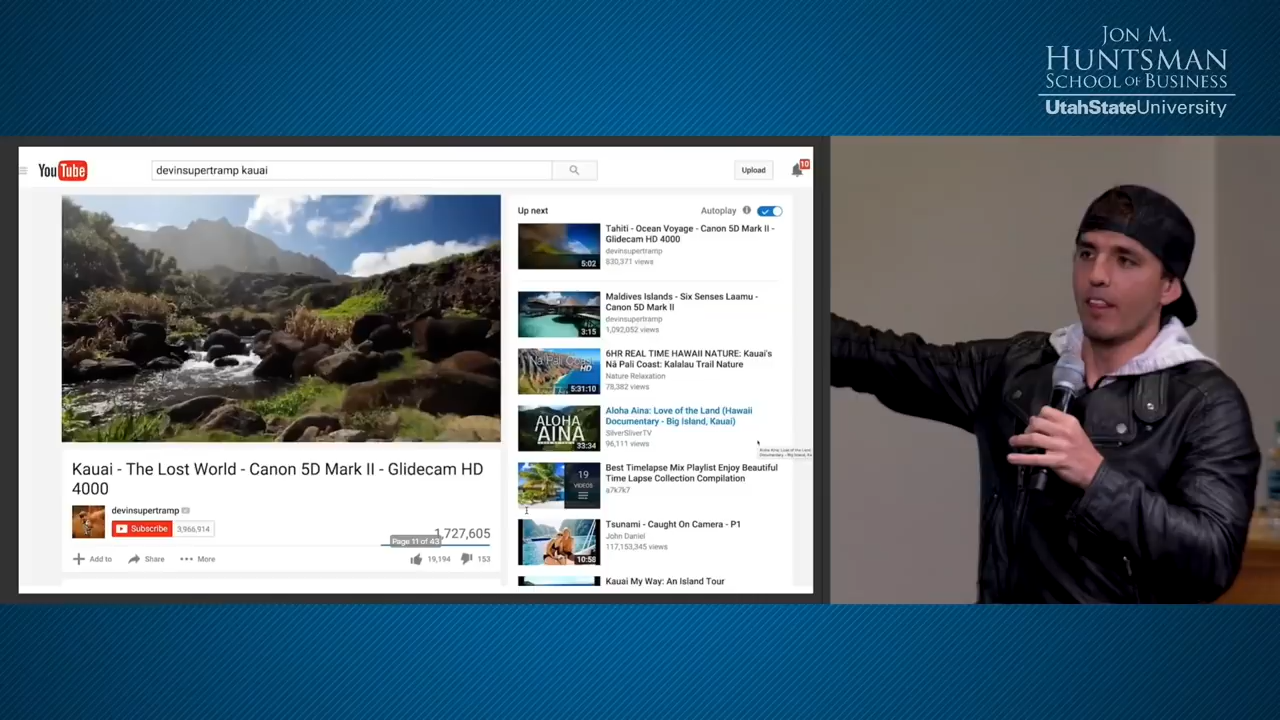 JON M.
HUNTSMAN
SCHOOL OF BUSINESS
UtahStateUniversity
YouTube
devinsupertramp kauai
Upload
10
Up next
Autoplay
Tahiti - Ocean Voyage - Canon 5D Mark II -
Glidecam HD 4000
devinsupertramp
830,371 views
5:02
Maldives Islands - Six Senses Laamu -
Canon 5D Mark II
devinsupertramp
1,092,052 views
3:15
6HR REAL TIME HAWAII NATURE: Kauai's
Nā Pali Coast: Kalalau Trail Nature
Nature Relaxation
78,382 views
Na Pali Coast
HD
5:31:10
Aloha Aina: Love of the Land (Hawaii
Documentary - Big Island, Kauai)
SilverSliverTV
96,111 views
ALOHA
AINA
33:34
Best Timelapse Mix Playlist Enjoy Beautiful
Time Lapse Collection Compilation
a7k7k7
19
VIDEOS
Tsunami - Caught On Camera - P1
John Daniel
117,153,345 views
10:58
Kauai My Way: An Island Tour
Kauai - The Lost World - Canon 5D Mark II - Glidecam HD
4000
devinsupertramp
Subscribe 3,966,914
1,727,605
Page 11 of 43
Add to Share More 19,194 153